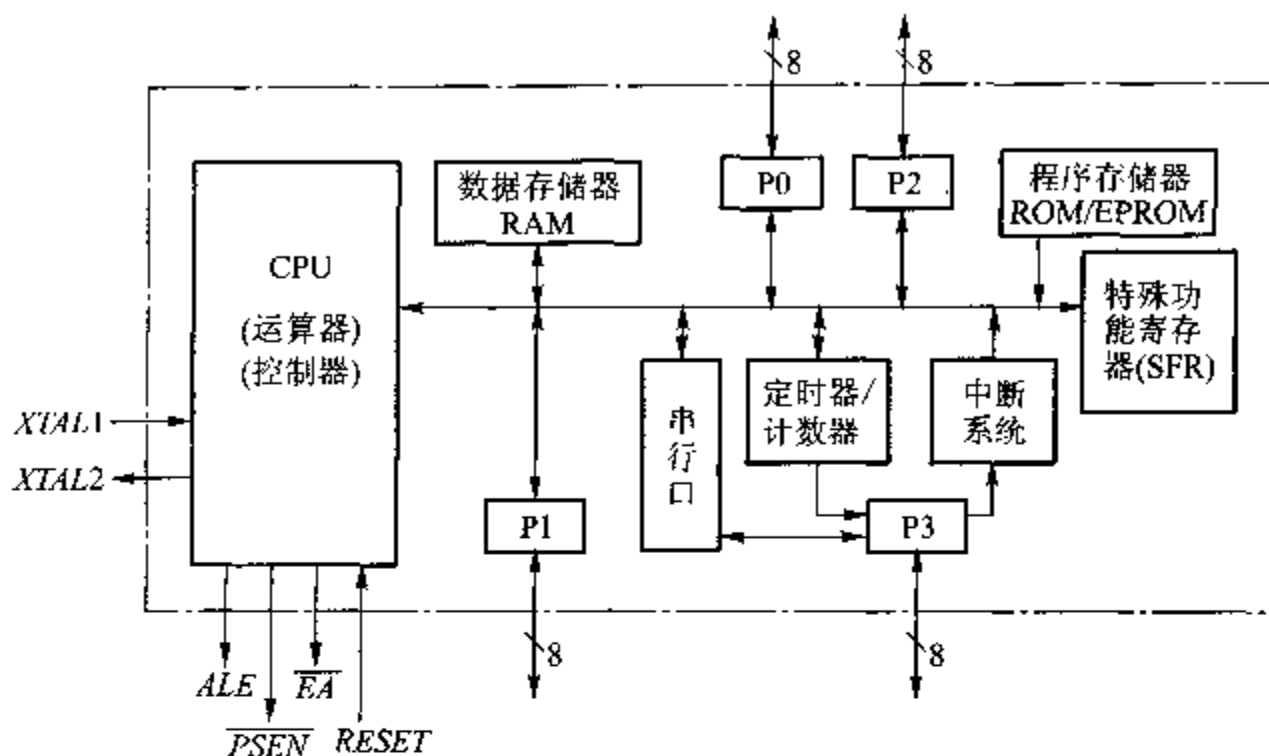 8
8
数据存储器
RAM
P0
P2
程序存储器
ROM/EPROM
CPU
(运算器)
(控制器)
特殊功
能寄存
器(SFR)
串
行
口
定时器/
计数器
中断
系统
XTAL1
XTAL2
P1
P3
8
8
ALE
\overline{EA}
\overline{PSEN}
RESET